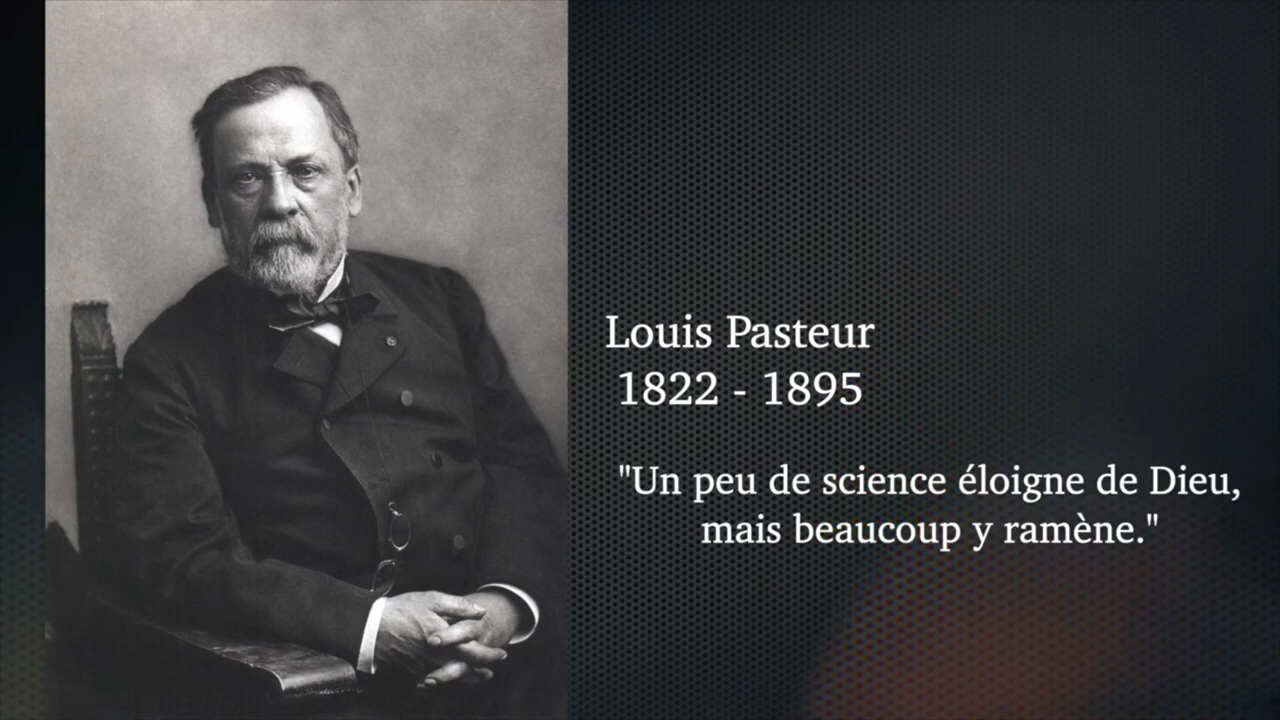 Louis Pasteur
1822 - 1895
"Un peu de science éloigne de Dieu,
mais beaucoup y ramène."